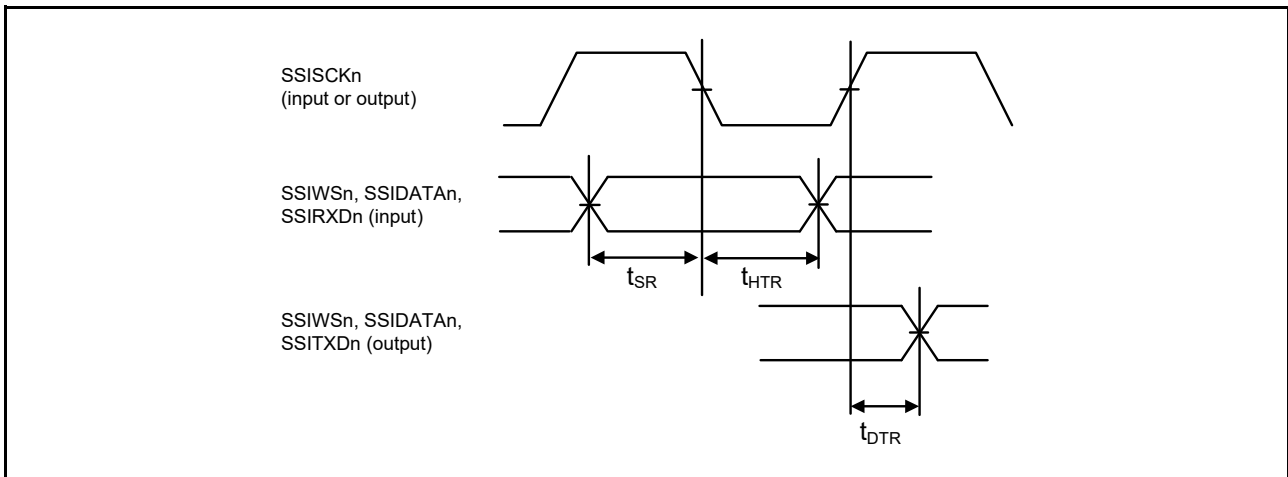 SSISCKn
(input or output)
SSIWSn, SSIDATAn,
SSIRXDn (input)
tSR
tHTR
SSIWSn, SSIDATAn,
SSITXDn (output)
tDTR